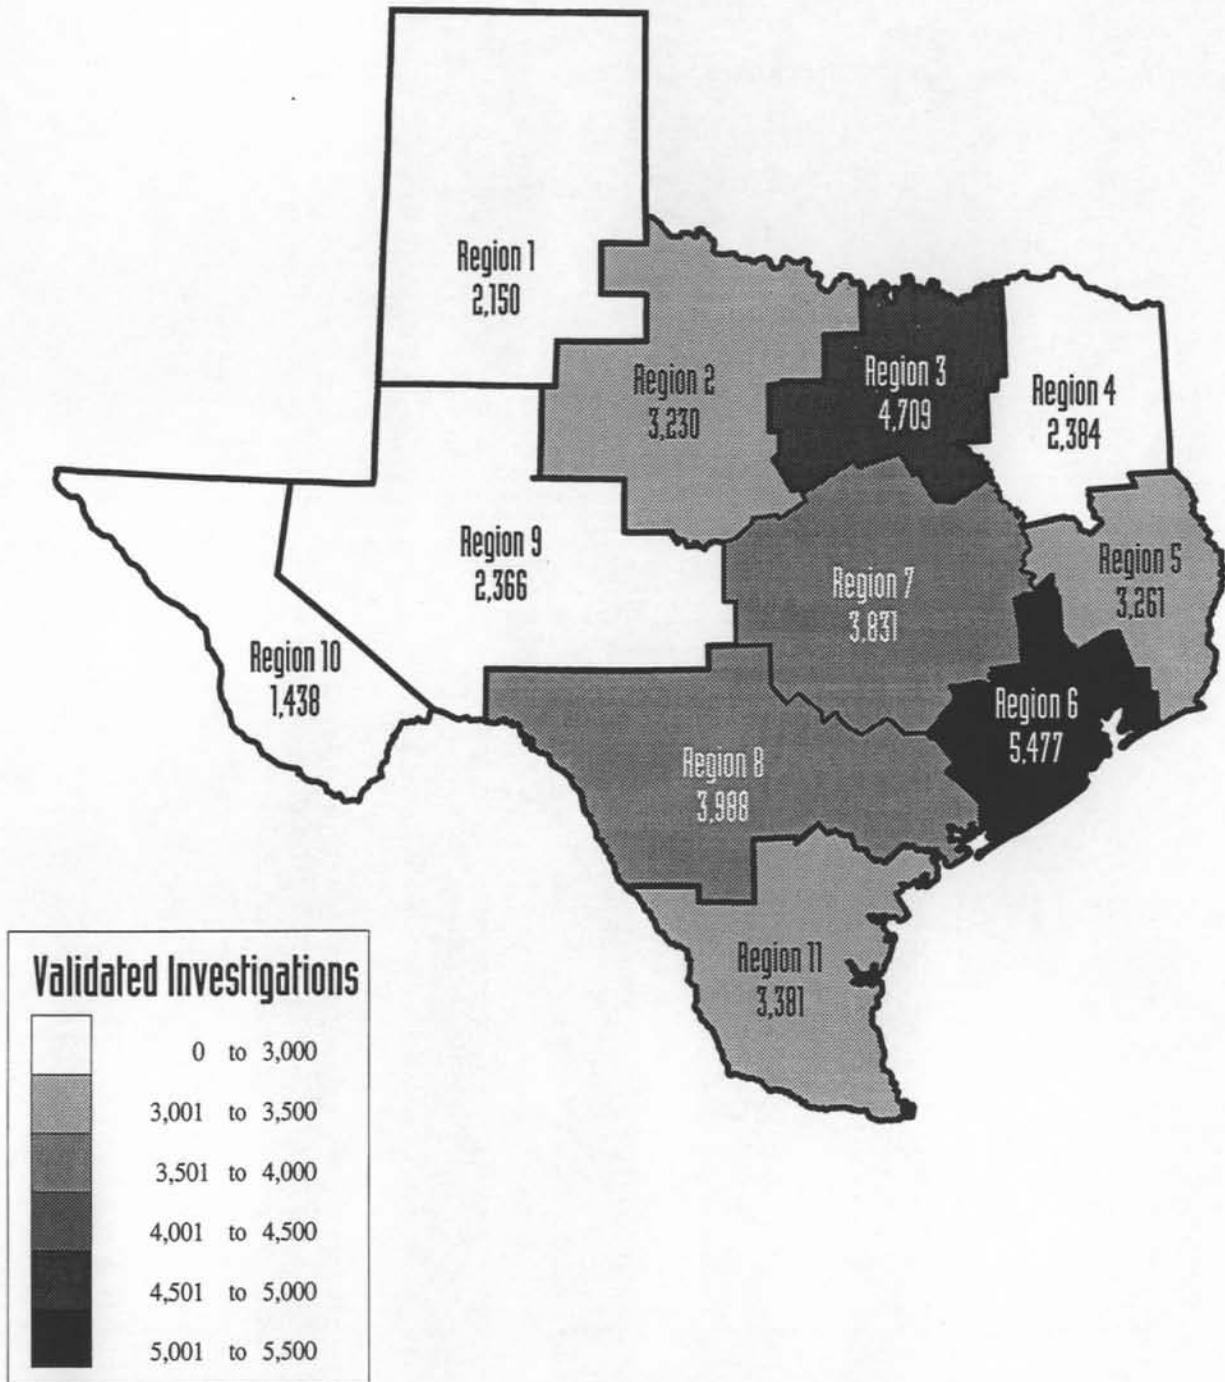 Region 1
2,150
Region 2
3,230
Region 3
4,709
Region 4
2,384
Region 9
2,366
Region 7
3,831
Region 5
3,261
Region 10
1,438
Region 6
5,477
Region 8
3,988
Region 11
3,381
Validated Investigations
0 to 3,000
3,001 to 3,500
3,501 to 4,000
4,001 to 4,500
4,501 to 5,000
5,001 to 5,500